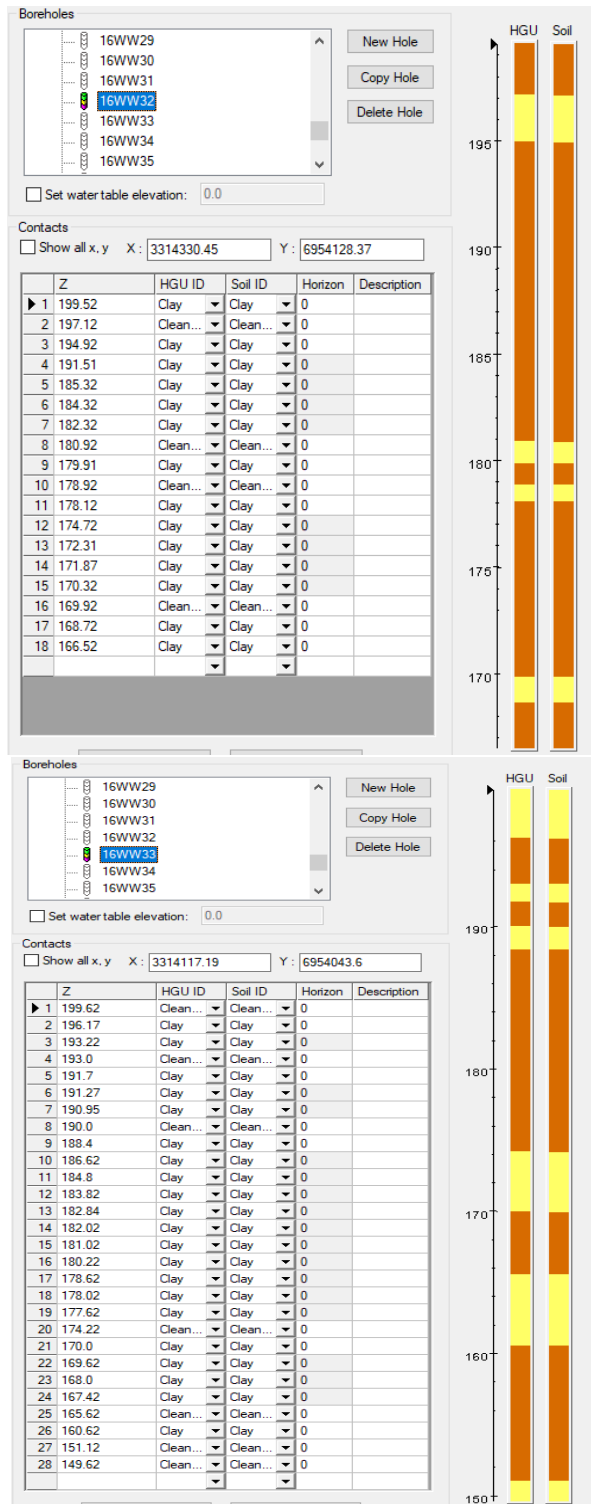 Boreholes
16WW29
16WW30
16WW31
16WW32
16WW33
16WW34
16WW35
New Hole
Copy Hole
Delete Hole
Set water table elevation: 0.0
Contacts
Show all x, y X : 3314330.45 Y : 6954128.37
Z HGU ID Soil ID Horizon Description
1 199.52 Clay Clay 0
2 197.12 Clean... Clean... 0
3 194.92 Clay Clay 0
4 191.51 Clay Clay 0
5 185.32 Clay Clay 0
6 184.32 Clay Clay 0
7 182.32 Clay Clay 0
8 180.92 Clean... Clean... 0
9 179.91 Clay Clay 0
10 178.92 Clean... Clean... 0
11 178.12 Clay Clay 0
12 174.72 Clay Clay 0
13 172.31 Clay Clay 0
14 171.87 Clay Clay 0
15 170.32 Clay Clay 0
16 169.92 Clean... Clean... 0
17 168.72 Clay Clay 0
18 166.52 Clay Clay 0
HGU Soil
195
190
185
180
175
170
Boreholes
16WW29
16WW30
16WW31
16WW32
16WW33
16WW34
16WW35
New Hole
Copy Hole
Delete Hole
Set water table elevation: 0.0
Contacts
Show all x, y X : 3314117.19 Y : 6954043.6
Z HGU ID Soil ID Horizon Description
1 199.62 Clean... Clean... 0
2 196.17 Clay Clay 0
3 193.22 Clay Clay 0
4 193.0 Clean... Clean... 0
5 191.7 Clay Clay 0
6 191.27 Clay Clay 0
7 190.95 Clay Clay 0
8 190.0 Clean... Clean... 0
9 188.4 Clay Clay 0
10 186.62 Clay Clay 0
11 184.8 Clay Clay 0
12 183.82 Clay Clay 0
13 182.84 Clay Clay 0
14 182.02 Clay Clay 0
15 181.02 Clay Clay 0
16 180.22 Clay Clay 0
17 178.62 Clay Clay 0
18 178.02 Clay Clay 0
19 177.62 Clay Clay 0
20 174.22 Clean... Clean... 0
21 170.0 Clay Clay 0
22 169.62 Clay Clay 0
23 168.0 Clay Clay 0
24 167.42 Clay Clay 0
25 165.62 Clean... Clean... 0
26 160.62 Clay Clay 0
27 151.12 Clean... Clean... 0
28 149.62 Clean... Clean... 0
HGU Soil
190
180
170
160
150